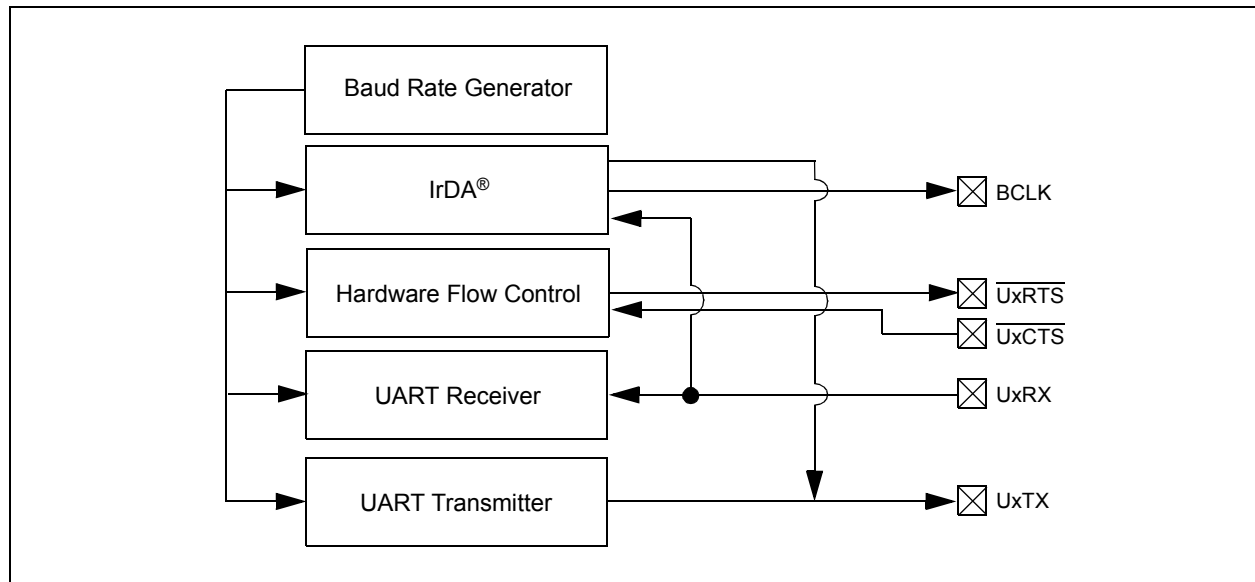 Baud Rate Generator
IrDA®
BCLK
Hardware Flow Control
UxRTS
UxCTS
UART Receiver
UxRX
UART Transmitter
UxTX